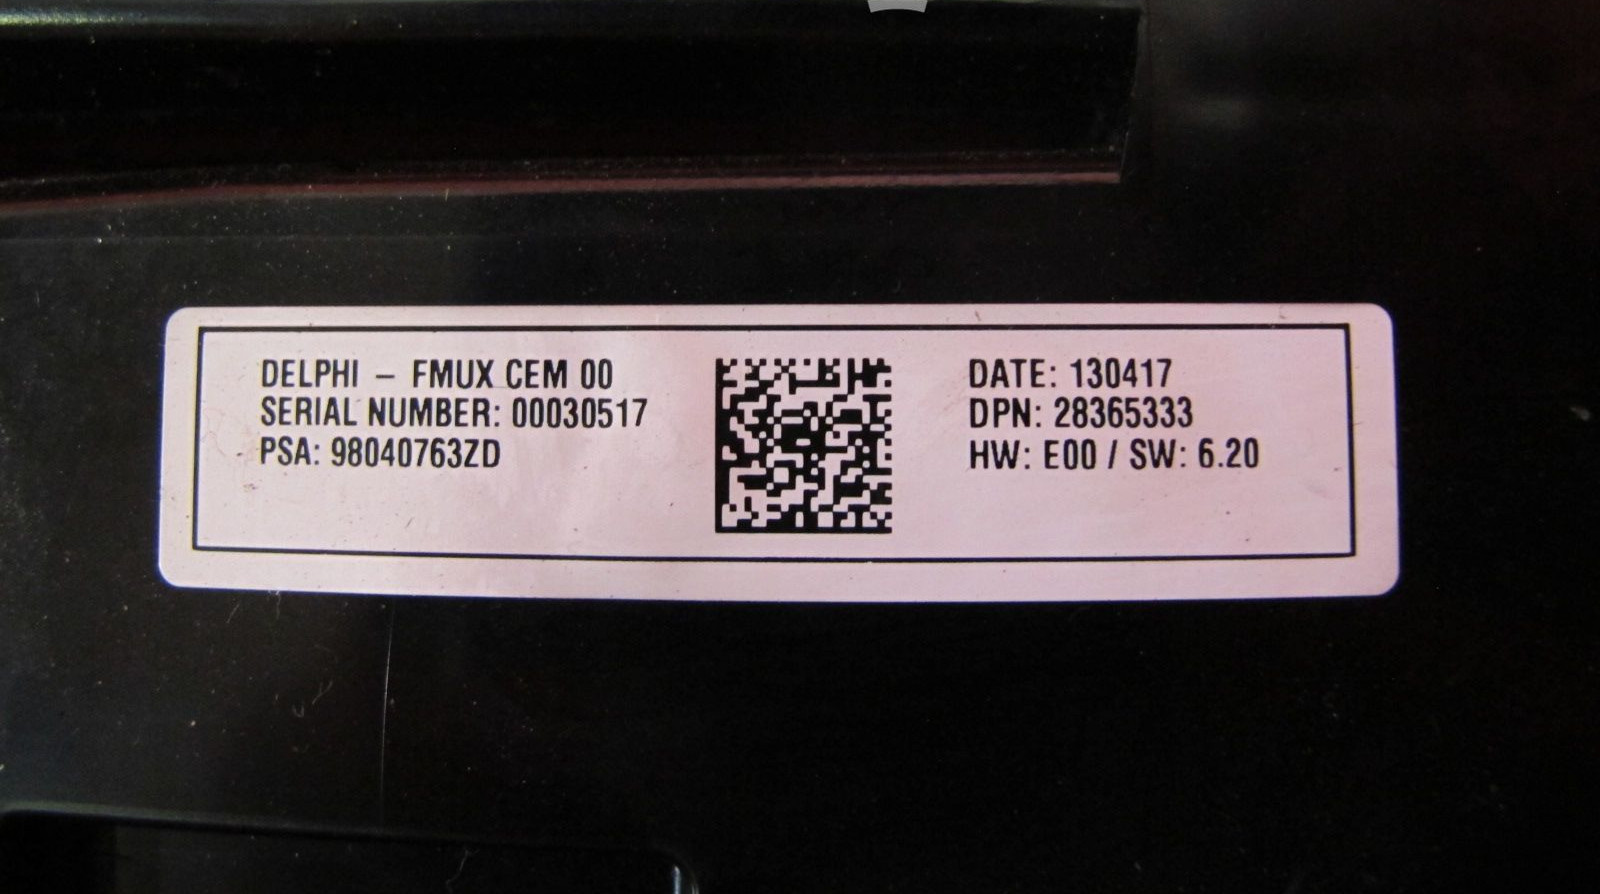 DELPHI – FMUX CEM 00
SERIAL NUMBER: 00030517
PSA: 98040763ZD
DATE: 130417
DPN: 28365333
HW: E00 / SW: 6.20